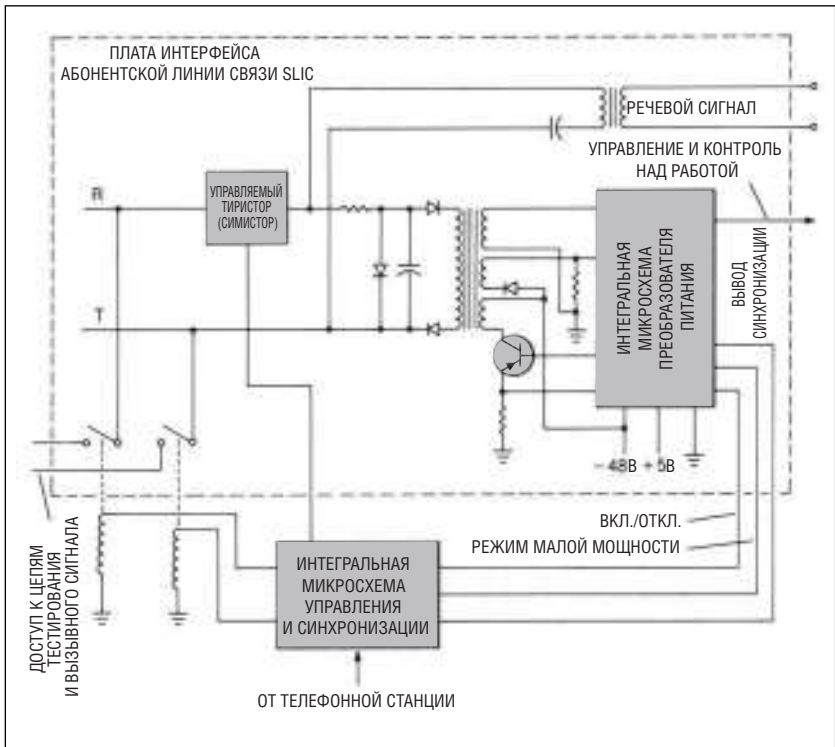 ПЛАТА ИНТЕРФЕЙСА
АБОНЕНТСКОЙ ЛИНИИ СВЯЗИ SLIC
РЕЧЕВОЙ СИГНАЛ
УПРАВЛЕНИЕ И КОНТРОЛЬ
НАД РАБОТОЙ
R
УПРАВЛЯЕМЫЙ
ТИРИСТОР
(СИМИСТОР)
T
ИНТЕГРАЛЬНАЯ
МИКРОСХЕМА
ПРЕОБРАЗОВАТЕЛЯ
ПИТАНИЯ
ВЫВОД
СИНХРОНИЗАЦИИ
– 48В + 5В
ВКЛ./ОТКЛ.
РЕЖИМ МАЛОЙ МОЩНОСТИ
ДОСТУП К ЦЕПЯМ
ТЕСТИРОВАНИЯ
И ВЫЗЫВНОГО СИГНАЛА
ИНТЕГРАЛЬНАЯ
МИКРОСХЕМА
УПРАВЛЕНИЯ
И СИНХРОНИЗАЦИИ
ОТ ТЕЛЕФОННОЙ СТАНЦИИ